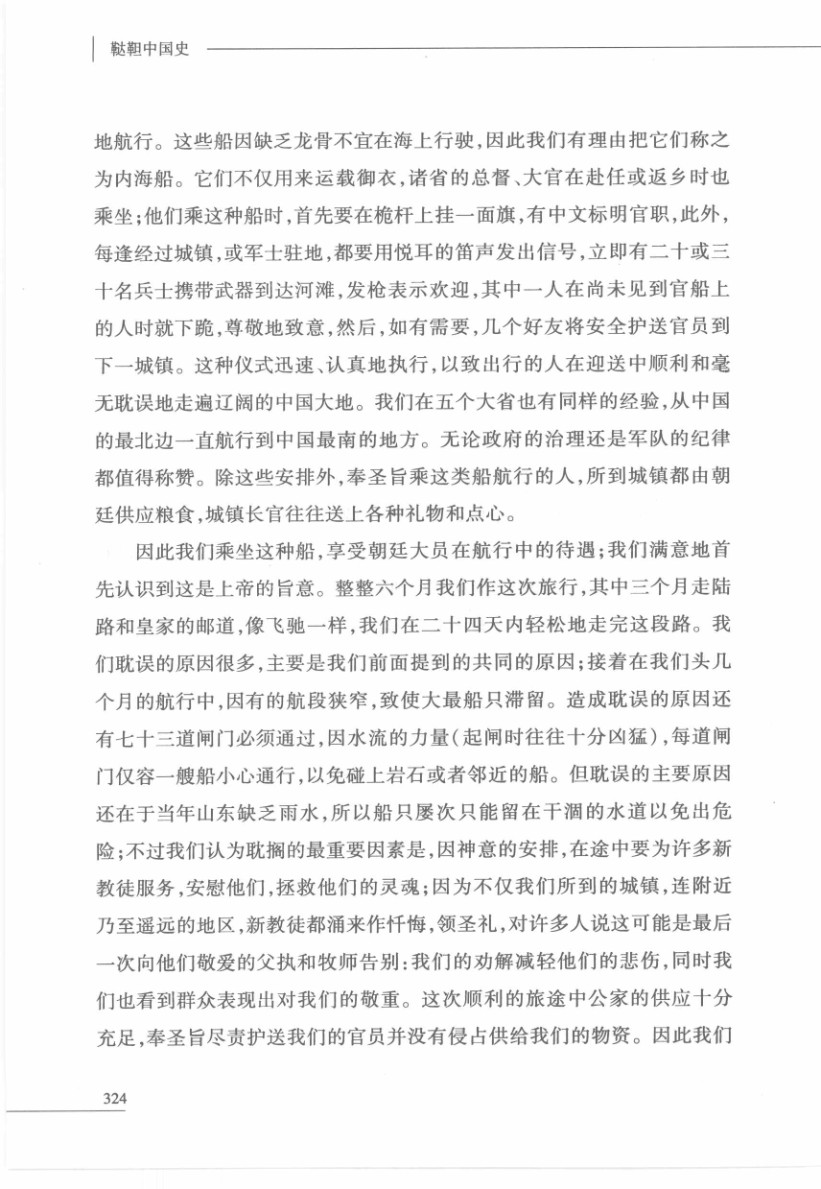 鞑靼中国史
地航行。这些船因缺乏龙骨不宜在海上行驶,因此我们有理由把它们称之
为内海船。它们不仅用来运载御衣,诸省的总督、大官在赴任或返乡时也
乘坐;他们乘这种船时,首先要在桅杆上挂一面旗,有中文标明官职,此外,
每逢经过城镇,或军士驻地,都要用悦耳的笛声发出信号,立即有二十或三
十名兵士携带武器到达河滩,发枪表示欢迎,其中一人在尚未见到官船上
的人时就下跪,尊敬地致意,然后,如有需要,几个好友将安全护送官员到
下一城镇。这种仪式迅速、认真地执行,以致出行的人在迎送中顺利和毫
无耽误地走遍辽阔的中国大地。我们在五个大省也有同样的经验,从中国
的最北边一直航行到中国最南的地方。无论政府的治理还是军队的纪律
都值得称赞。除这些安排外,奉圣旨乘这类船航行的人,所到城镇都由朝
廷供应粮食,城镇长官往往送上各种礼物和点心。
因此我们乘坐这种船,享受朝廷大员在航行中的待遇;我们满意地首
先认识到这是上帝的旨意。整整六个月我们作这次旅行,其中三个月走陆
路和皇家的邮道,像飞驰一样,我们在二十四天内轻松地走完这段路。我
们耽误的原因很多,主要是我们前面提到的共同的原因;接着在我们头几
个月的航行中,因有的航段狭窄,致使大最船只滞留。造成耽误的原因还
有七十三道闸门必须通过,因水流的力量(起闸时往往十分凶猛),每道闸
门仅容一艘船小心通行,以免碰上岩石或者邻近的船。但耽误的主要原因
还在于当年山东缺乏雨水,所以船只屡次只能留在干涸的水道以免出危
险;不过我们认为耽搁的最重要因素是,因神意的安排,在途中要为许多新
教徒服务,安慰他们,拯救他们的灵魂;因为不仅我们所到的城镇,连附近
乃至遥远的地区,新教徒都涌来作忏悔,领圣礼,对许多人说这可能是最后
一次向他们敬爱的父执和牧师告别:我们的劝解减轻他们的悲伤,同时我
们也看到群众表现出对我们的敬重。这次顺利的旅途中公家的供应十分
充足,奉圣旨尽责护送我们的官员并没有侵占供给我们的物资。因此我们
324